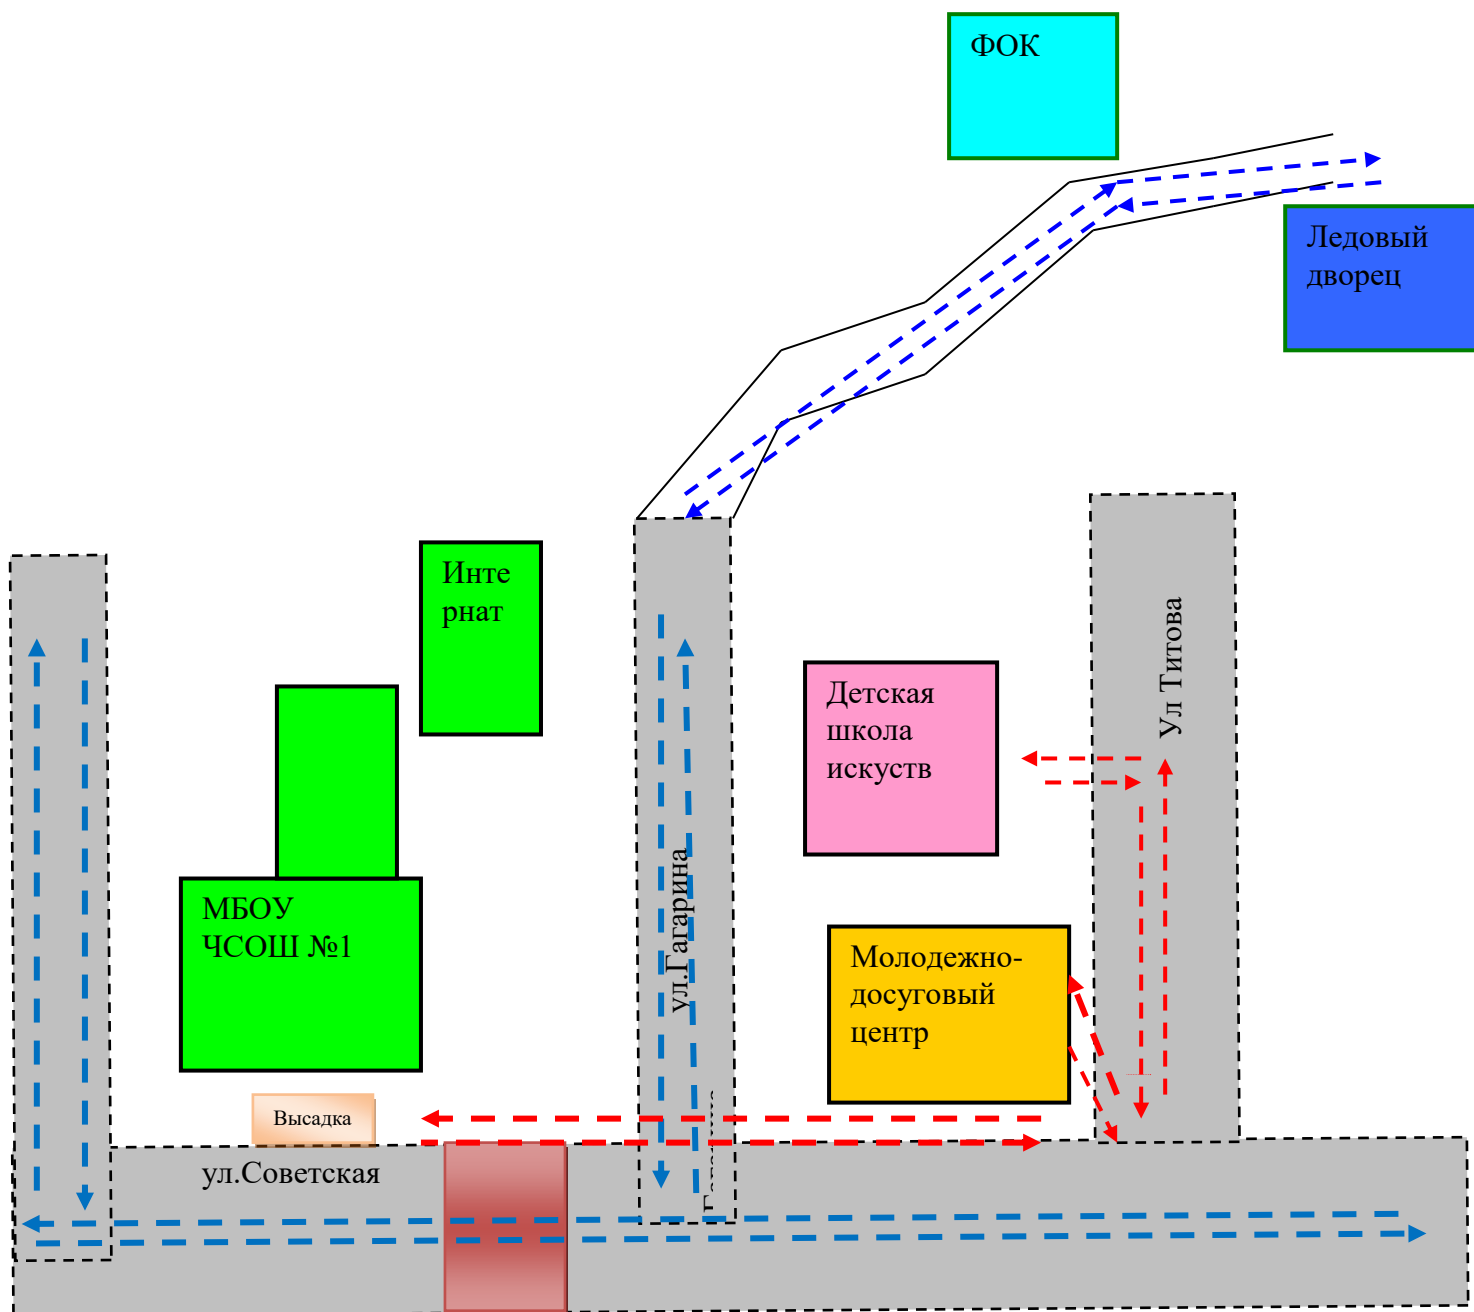 ФОК
Ледовый
дворец
Инте
рнат
Ул Титова
Детская
школа
искуств
ул.Гагарина
МБОУ
ЧСОШ №1
Молодежно-
досуговый
центр
Высадка
ул.Советская